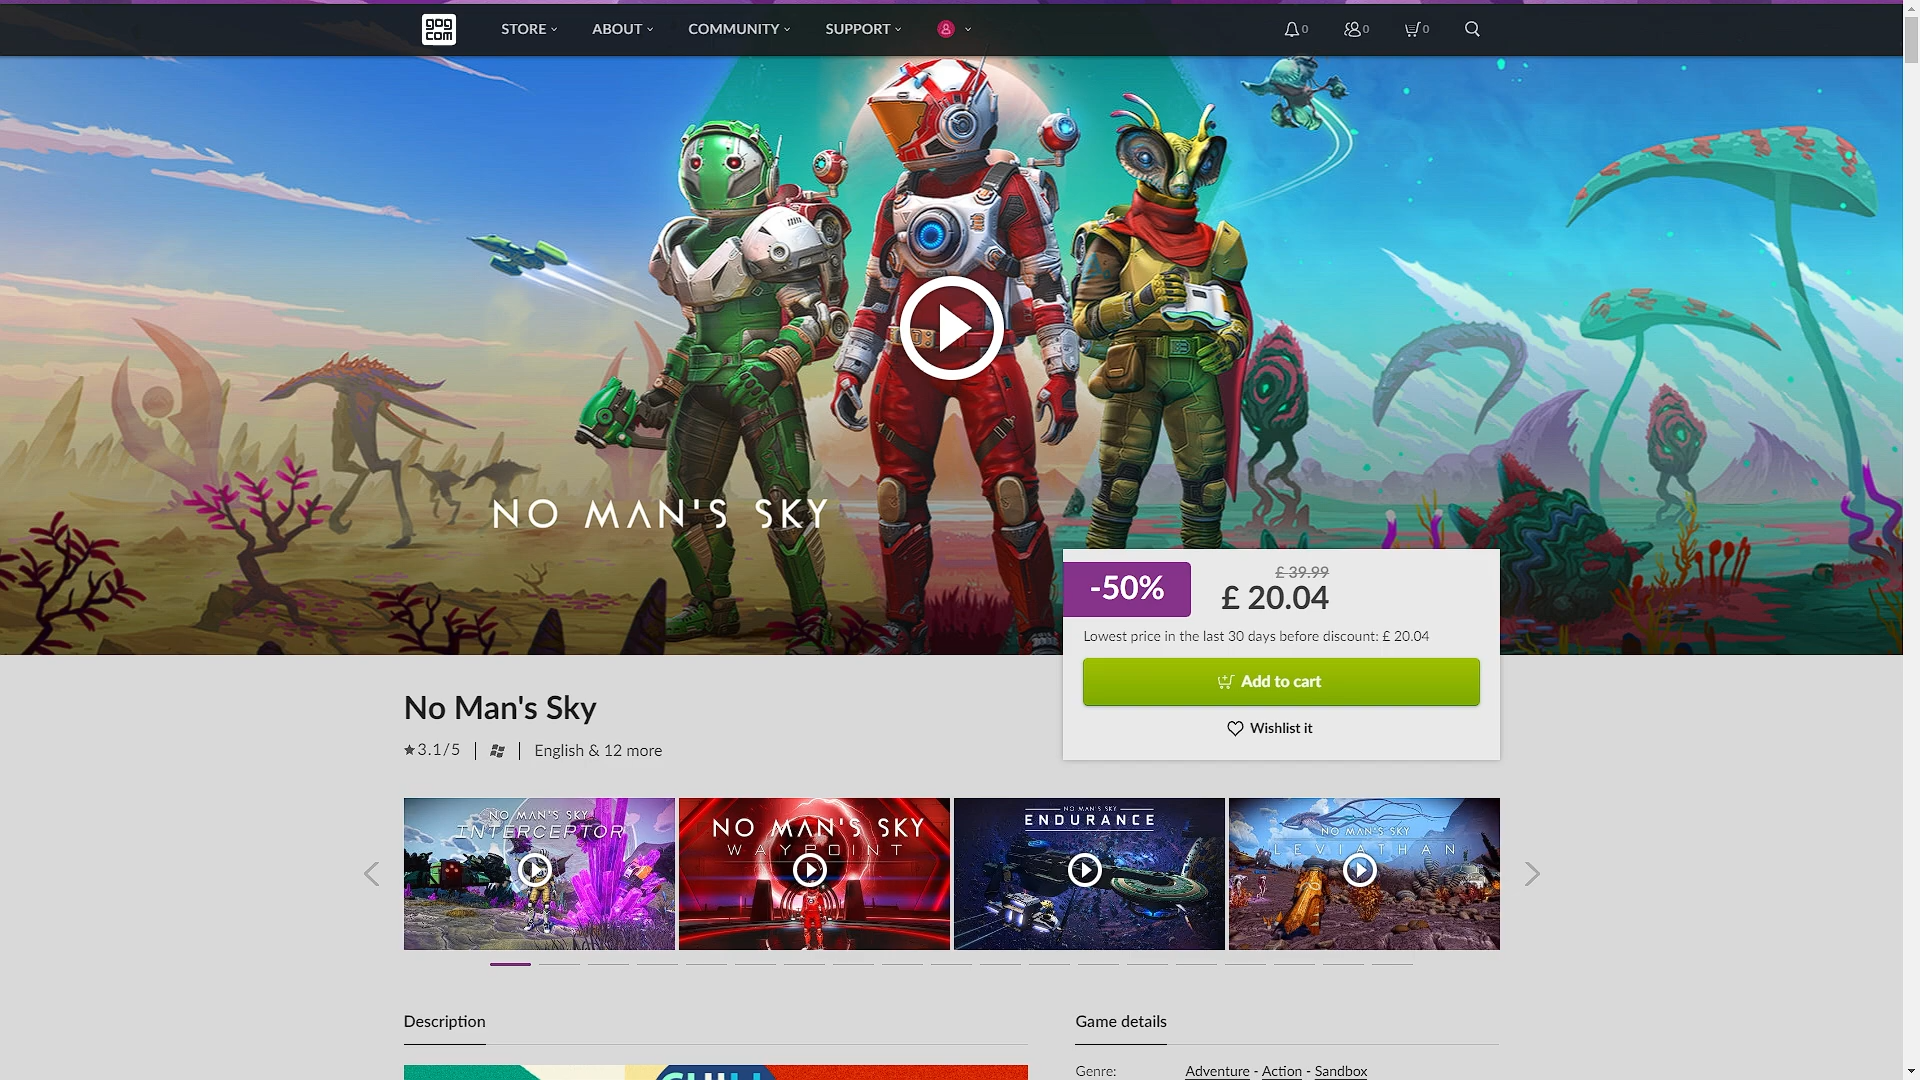 gog
com
STORE
ABOUT
COMMUNITY
SUPPORT
0
0
0
NO MAN'S SKY
-50%
£ 39.99
£ 20.04
Lowest price in the last 30 days before discount: £ 20.04
Add to cart
Wishlist it
No Man's Sky
3.1/5
English & 12 more
NO MAN'S SKY
INTERCEPTOR
NO MAN'S SKY
WAYPOINT
NO MAN'S SKY
ENDURANCE
NO MAN'S SKY
LEVIATHAN
Description
Game details
Genre:
Adventure - Action - Sandbox